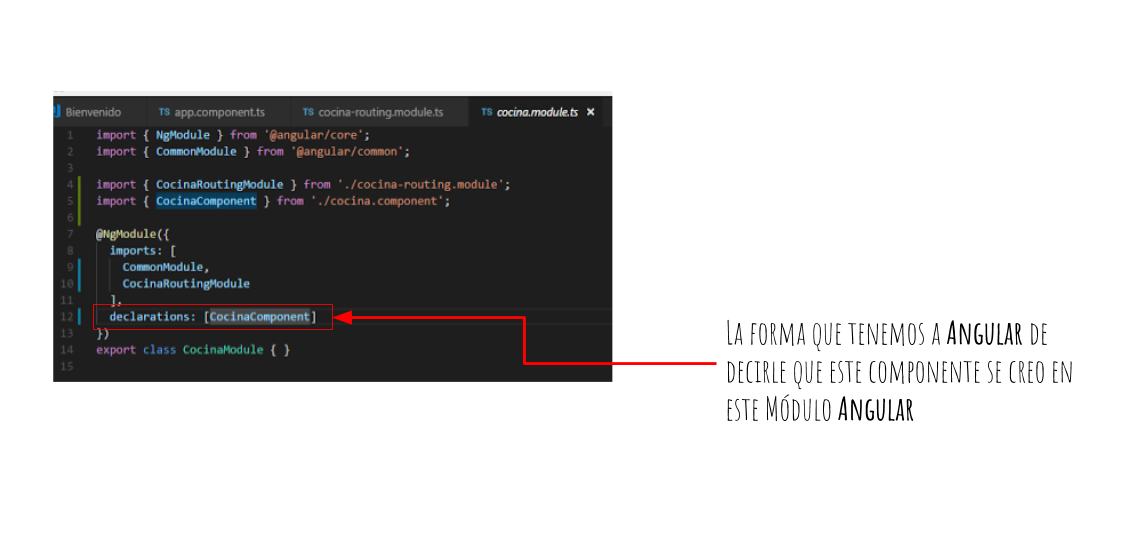 Bienvenido TS app.component.ts TS cocina-routing.module.ts TS cocina.module.ts ×
1 import { NgModule } from '@angular/core';
2 import { CommonModule } from '@angular/common';
3
4 import { CocinaRoutingModule } from './cocina-routing.module';
5 import { CocinaComponent } from './cocina.component';
6
7 @NgModule({
8 imports: [
9 CommonModule,
10 CocinaRoutingModule
11 ],
12 declarations: [CocinaComponent]
13 })
14 export class CocinaModule { }
15
La forma que tenemos a Angular de
decirle que este componente se creo en
este Módulo Angular